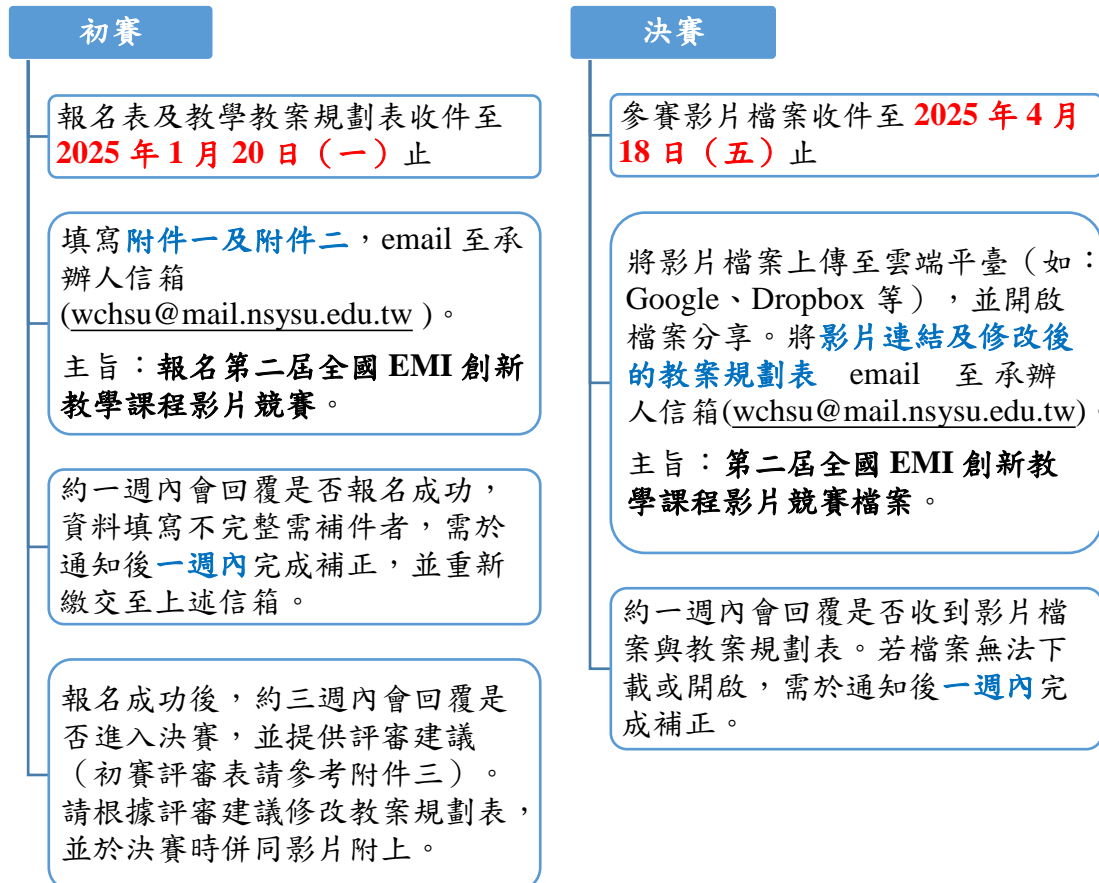 初賽
報名表及教學教案規劃表收件至
2025 年 1 月 20 日（一）止
填寫附件一及附件二，email 至承
辦人信箱
(wchsu@mail.nsysu.edu.tw )。
主旨：報名第二屆全國 EMI 創新
教學課程影片競賽。
約一週內會回覆是否報名成功，
資料填寫不完整需補件者，需於
通知後一週內完成補正，並重新
繳交至上述信箱。
報名成功後，約三週內會回覆是
否進入決賽，並提供評審建議
（初賽評審表請參考附件三）。
請根據評審建議修改教案規劃表，
並於決賽時併同影片附上。
決賽
參賽影片檔案收件至 2025 年 4 月
18 日（五）止
將影片檔案上傳至雲端平臺（如：
Google、Dropbox 等），並開啟
檔案分享。將影片連結及修改後
的教案規劃表 email 至 承辦
人信箱(wchsu@mail.nsysu.edu.tw)。
主旨：第二屆全國 EMI 創新教
學課程影片競賽檔案。
約一週內會回覆是否收到影片檔
案與教案規劃表。若檔案無法下
載或開啟，需於通知後一週內完
成補正。